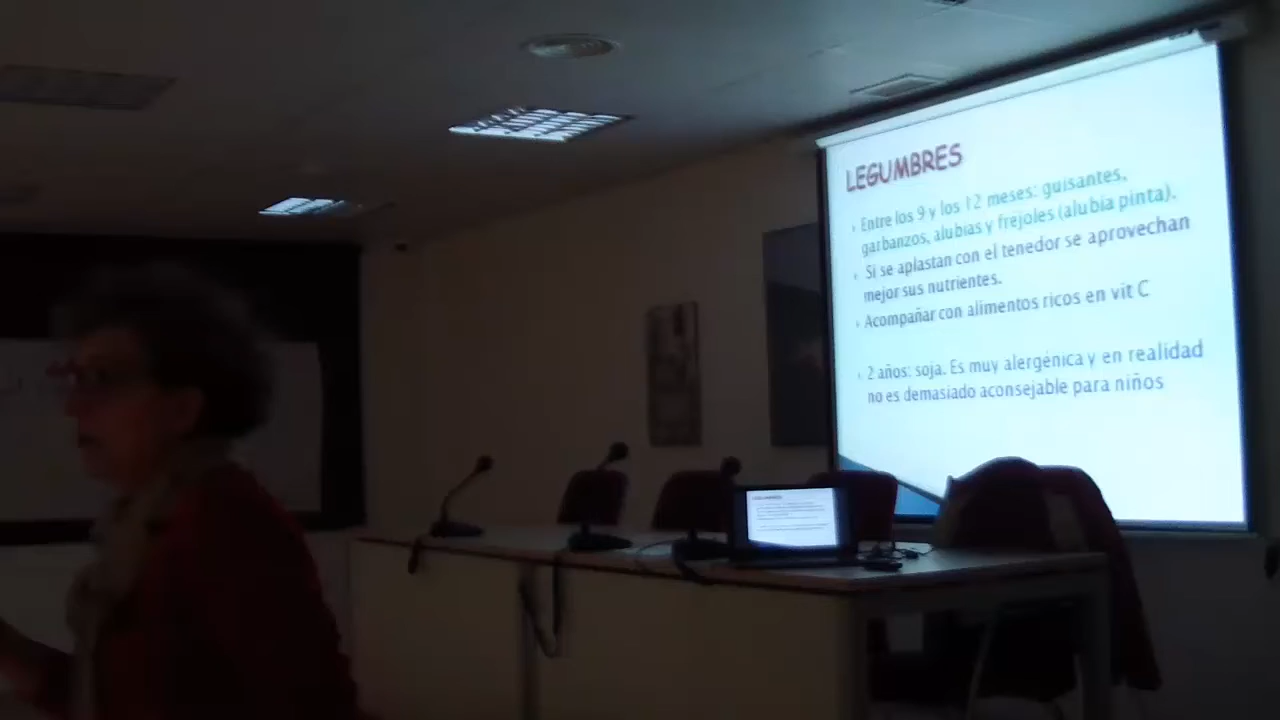 LEGUMBRES
Entre los 9 y los 12 meses: guisantes,
garbanzos, alubias y frejoles (alubia pinta).
Si se aplastan con el tenedor se aprovechan
mejor sus nutrientes.
Acompañar con alimentos ricos en vit C
2 años: soja. Es muy alergénica y en realidad
no es demasiado aconsejable para niños